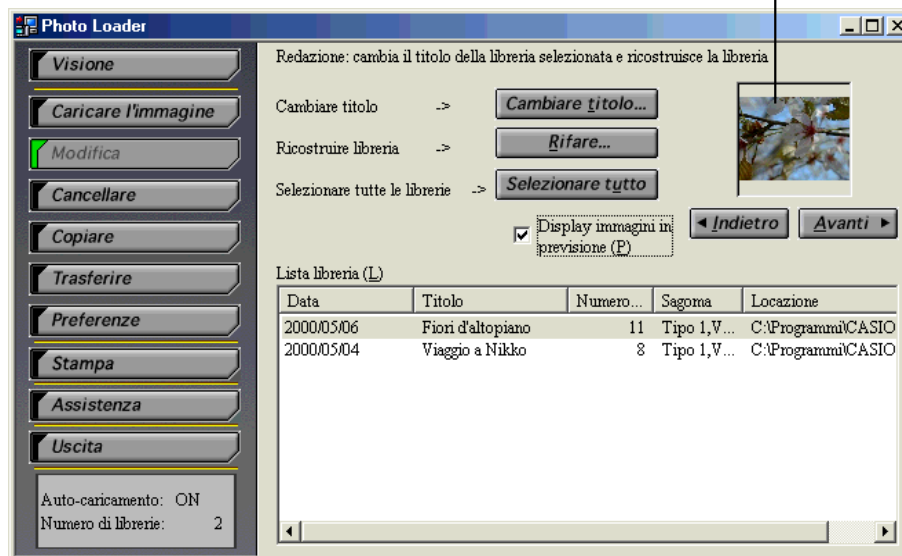 Photo Loader
Visione
Caricare l'immagine
Modifica
Cancellare
Copiare
Trasferire
Preferenze
Stampa
Assistenza
Uscita
Auto-caricamento: ON
Numero di librerie: 2
Redazione: cambia il titolo della libreria selezionata e ricostruisce la libreria
Cambiare titolo -> Cambiare titolo...
Ricostruire libreria -> Rifare...
Selezionare tutte le librerie -> Selezionare tutto
Display immagini in
previsione (P)
Indietro Avanti
Lista libreria (L)
Data Titolo Numero... Sagoma Locazione
2000/05/06 Fiori d'altopiano 11 Tipo 1,V... C:\Programmi\CASIO
2000/05/04 Viaggio a Nikko 8 Tipo 1,V... C:\Programmi\CASIO